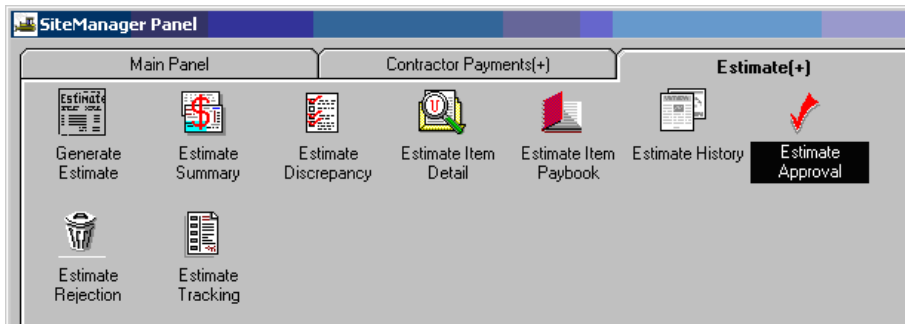 SiteManager Panel
Main Panel
Contractor Payments(+)
Estimate(+)
Estimate
Generate
Estimate
Estimate
Summary
Estimate
Discrepancy
Estimate Item
Detail
Estimate Item
Paybook
Estimate History
Estimate
Approval
Estimate
Rejection
Estimate
Tracking